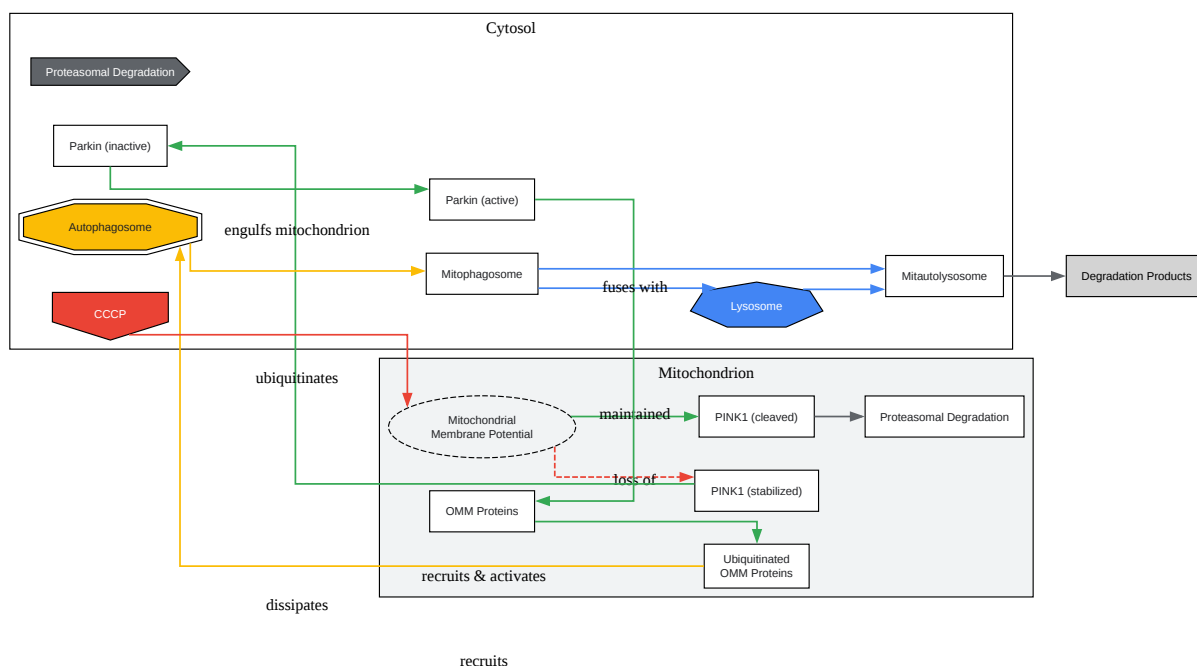 Cytosol
Proteasomal Degradation
Parkin (inactive)
Parkin (active)
Autophagosome
engulfs mitochondrion
Mitophagosome
Mitautolysosome
Degradation Products
fuses with
Lysosome
CCCP
Mitochondrion
ubiquitinates
Mitochondrial
Membrane Potential
maintained
PINK1 (cleaved)
Proteasomal Degradation
loss of
PINK1 (stabilized)
OMM Proteins
Ubiquitinated
OMM Proteins
recruits & activates
dissipates
recruits